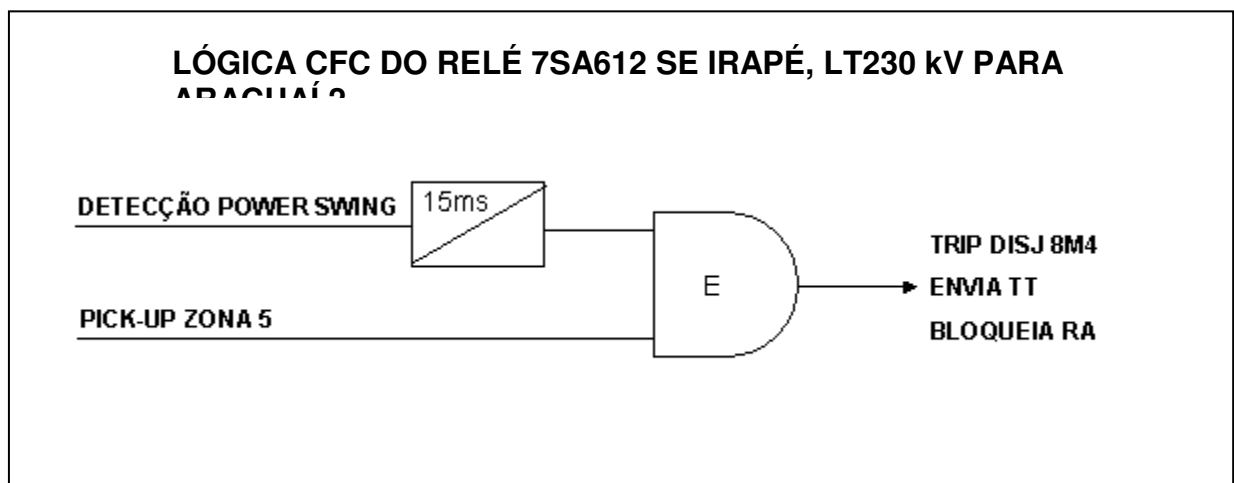 LÓGICA CFC DO RELÉ 7SA612 SE IRAPÉ, LT230 kV PARA
DETECÇÃO POWER SWING
15ms
TRIP DISJ 8M4
E
ENVIA TT
PICK-UP ZONA 5
BLOQUEIA RA